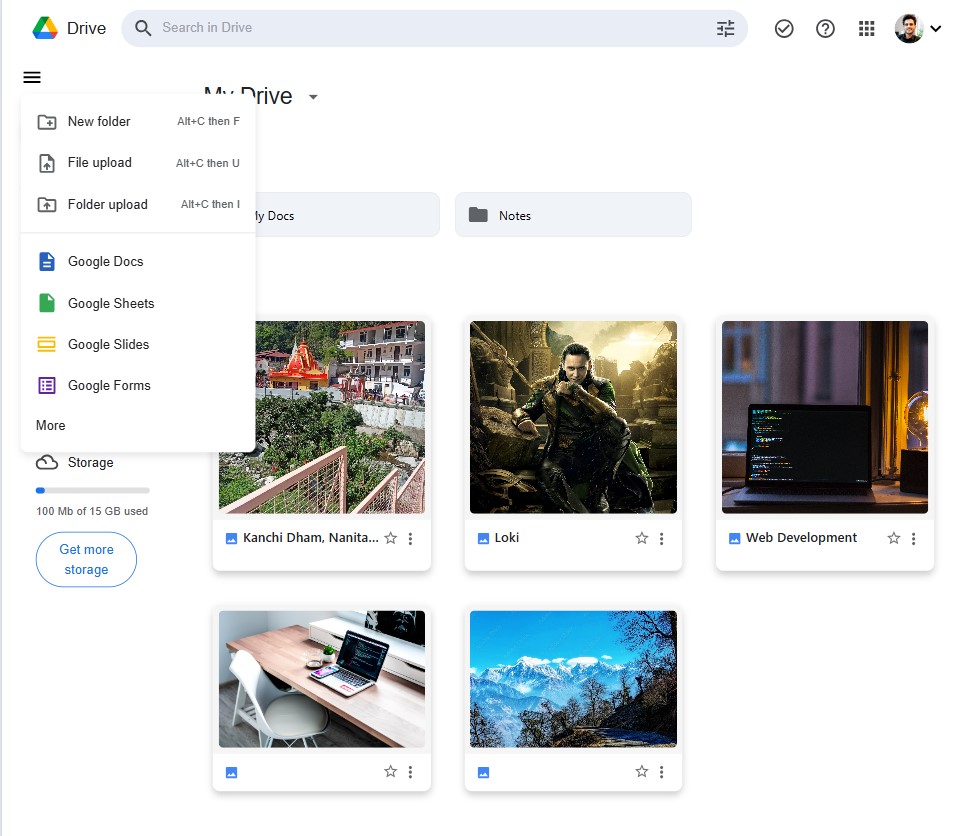 Drive
Search in Drive
My Drive
New folder Alt+C then F
File upload Alt+C then U
Folder upload Alt+C then I
My Docs
Notes
Google Docs
Google Sheets
Google Slides
Google Forms
More
Storage
100 Mb of 15 GB used
Get more
storage
Kanchi Dham, Nanita...
Loki
Web Development